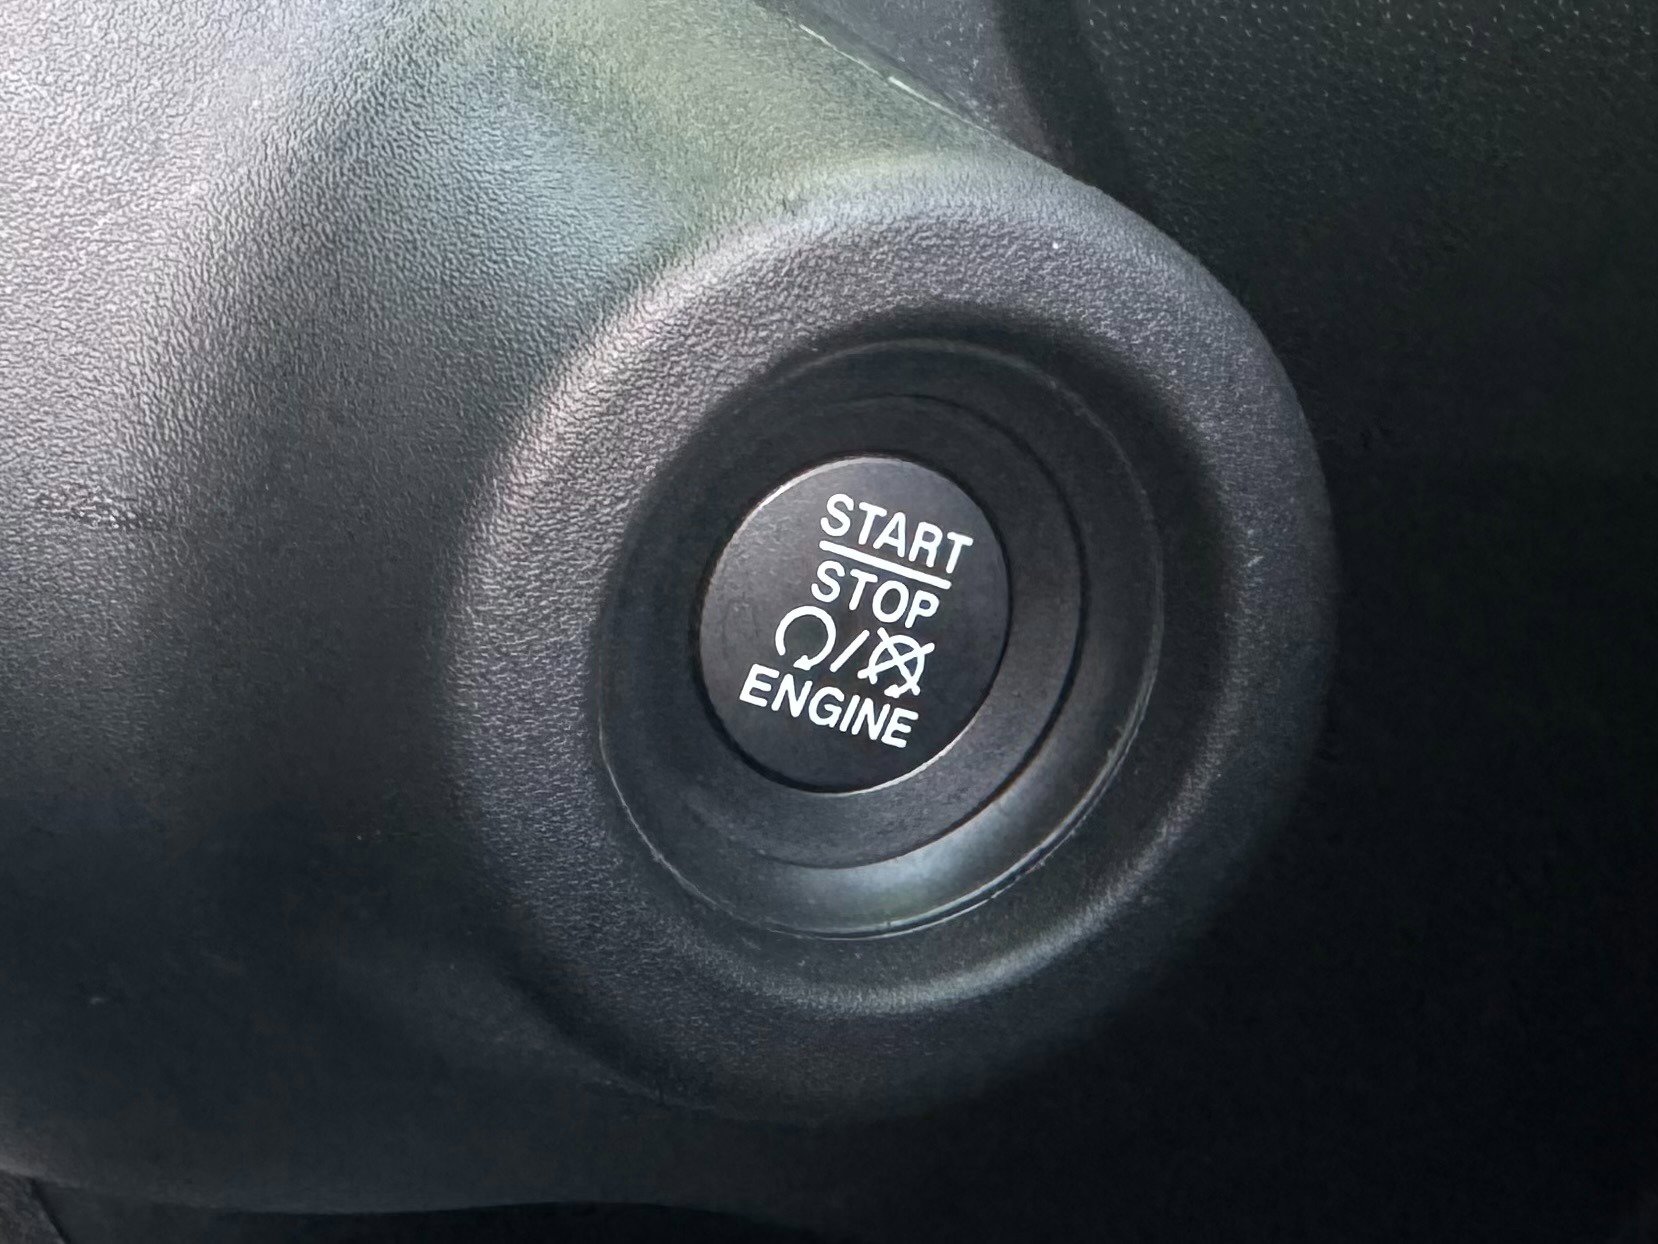 START
STOP
/
ENGINE